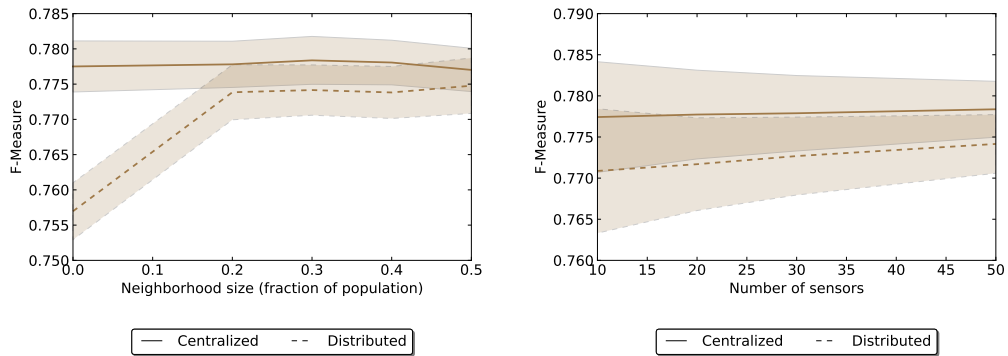 0.785
0.780
0.775
0.770
0.765
0.760
0.755
0.750
F-Measure
0.0 0.1 0.2 0.3 0.4 0.5
Neighborhood size (fraction of population)
Centralized Distributed
0.790
0.785
0.780
0.775
0.770
0.765
0.760
F-Measure
10 15 20 25 30 35 40 45 50
Number of sensors
Centralized Distributed